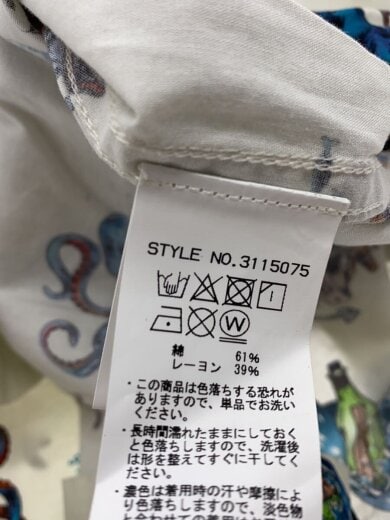 STYLE NO.3115075
W
綿 61%
レーヨン 39%
・この商品は色落ちする恐れが
ありますので、単品でお洗い
ください。
・長時間濡れたままにしておく
と色落ちしますので、洗濯後
は形を整えてすぐに干してく
ださい。
・濃色は着用時の汗や摩擦によ
り色落ちしますので、淡色物